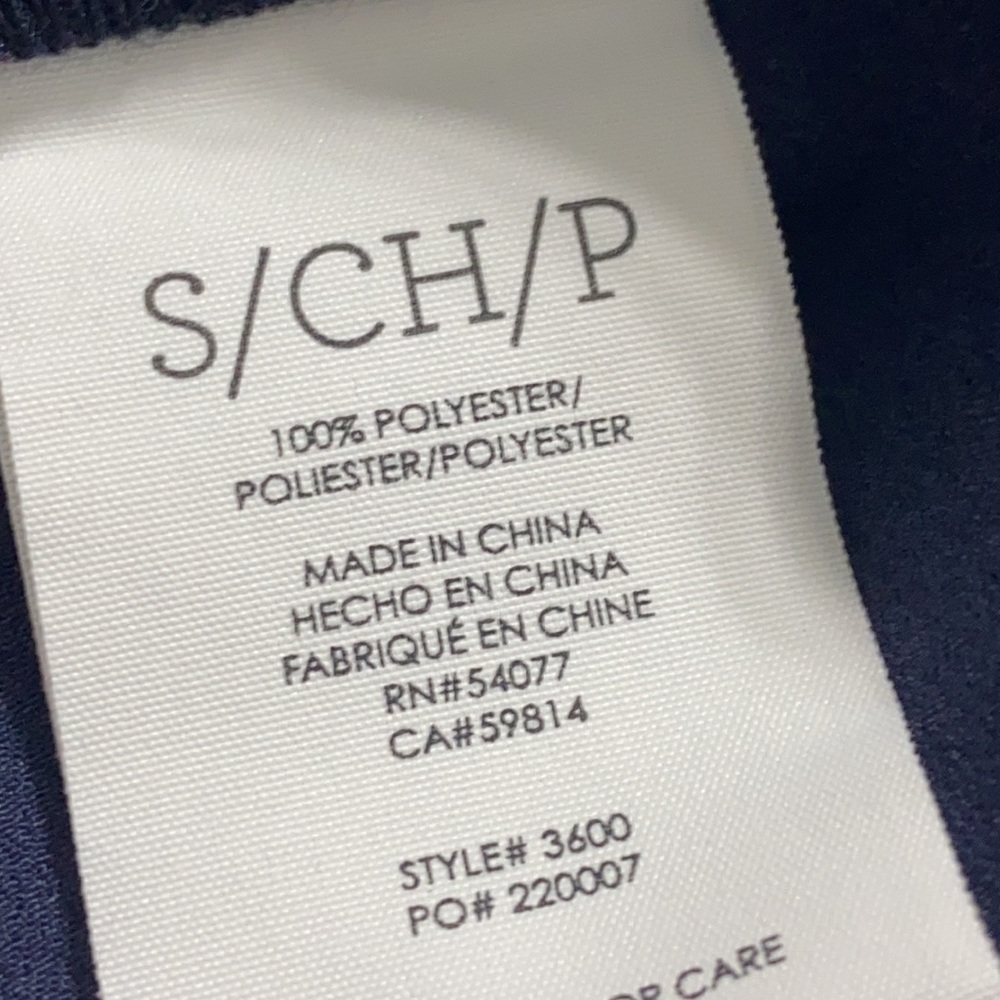 S/CH/P
100% POLYESTER/
POLIESTER/POLYESTER
MADE IN CHINA
HECHO EN CHINA
FABRIQUÉ EN CHINE
RN#54077
CA#59814
STYLE# 3600
PO# 220007
CARE